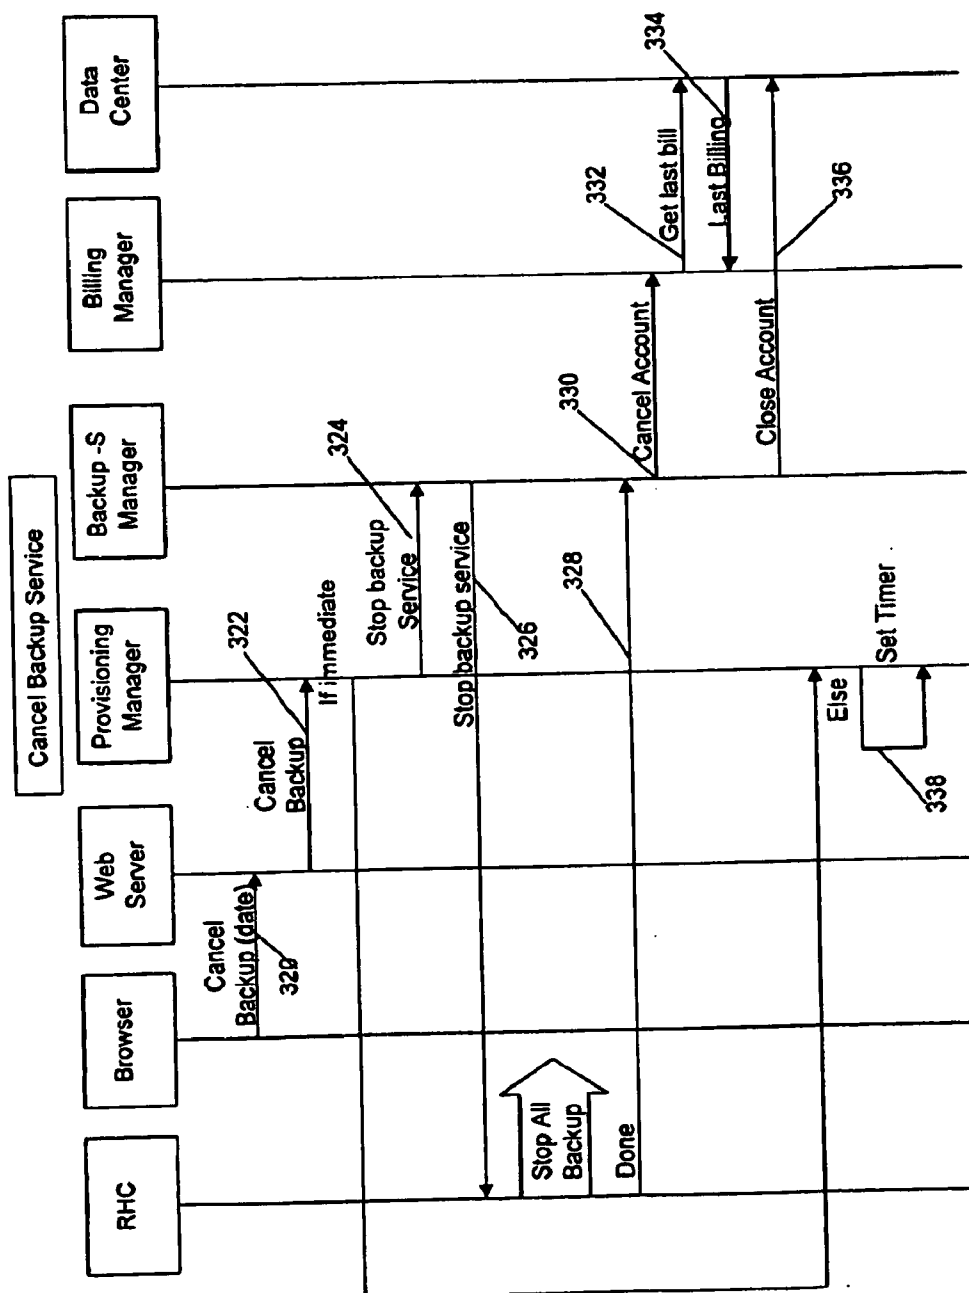 Cancel Backup Service
RHC
Browser
Web
Server
Provisioning
Manager
Backup -S
Manager
Billing
Manager
Data
Center
Cancel
Backup (date)
320
Cancel
Backup
322
If immediate
Stop backup
Service
324
Stop backup service
326
Stop All
Backup
Done
328
Cancel Account
330
Get last bill
332
Last Billing
334
Close Account
336
Else
Set Timer
338